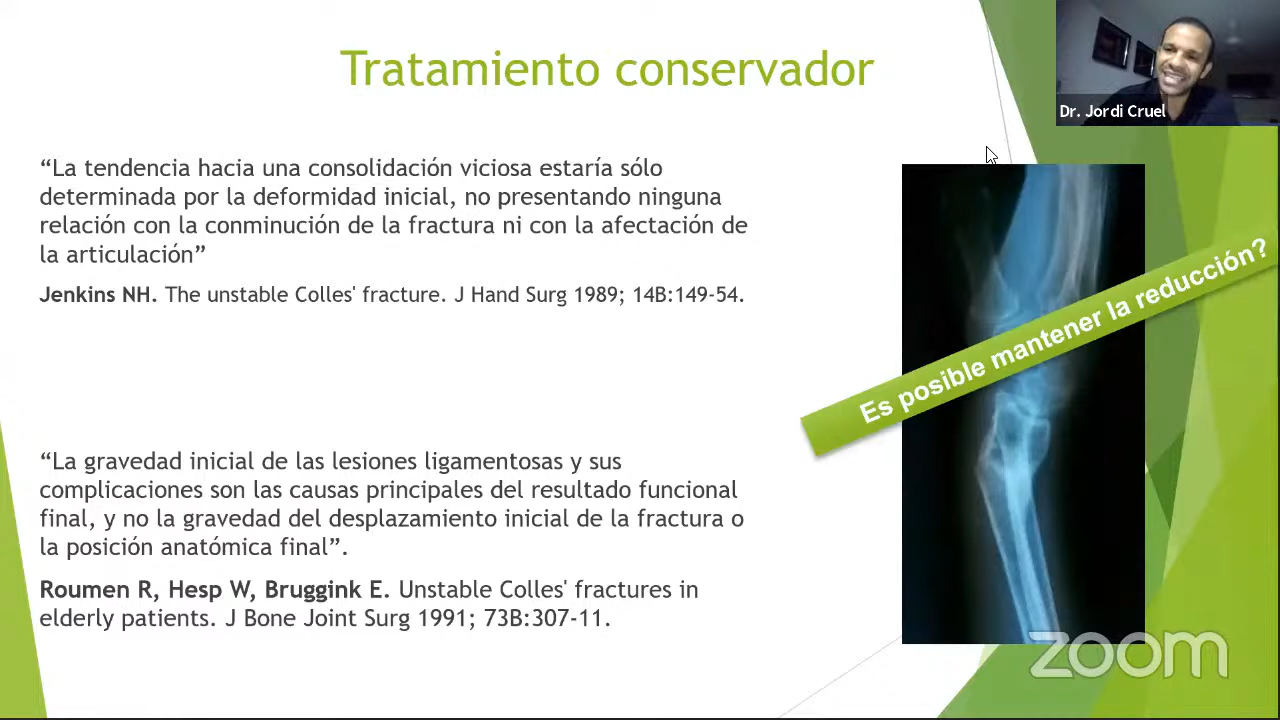 Tratamiento conservador
Dr. Jordi Cruel
“La tendencia hacia una consolidación viciosa estaría sólo
determinada por la deformidad inicial, no presentando ninguna
relación con la conminución de la fractura ni con la afectación de
la articulación”
Jenkins NH. The unstable Colles' fracture. J Hand Surg 1989; 14B:149-54.
Es posible mantener la reducción?
“La gravedad inicial de las lesiones ligamentosas y sus
complicaciones son las causas principales del resultado funcional
final, y no la gravedad del desplazamiento inicial de la fractura o
la posición anatómica final”.
Roumen R, Hesp W, Bruggink E. Unstable Colles' fractures in
elderly patients. J Bone Joint Surg 1991; 73B:307-11.
zoom